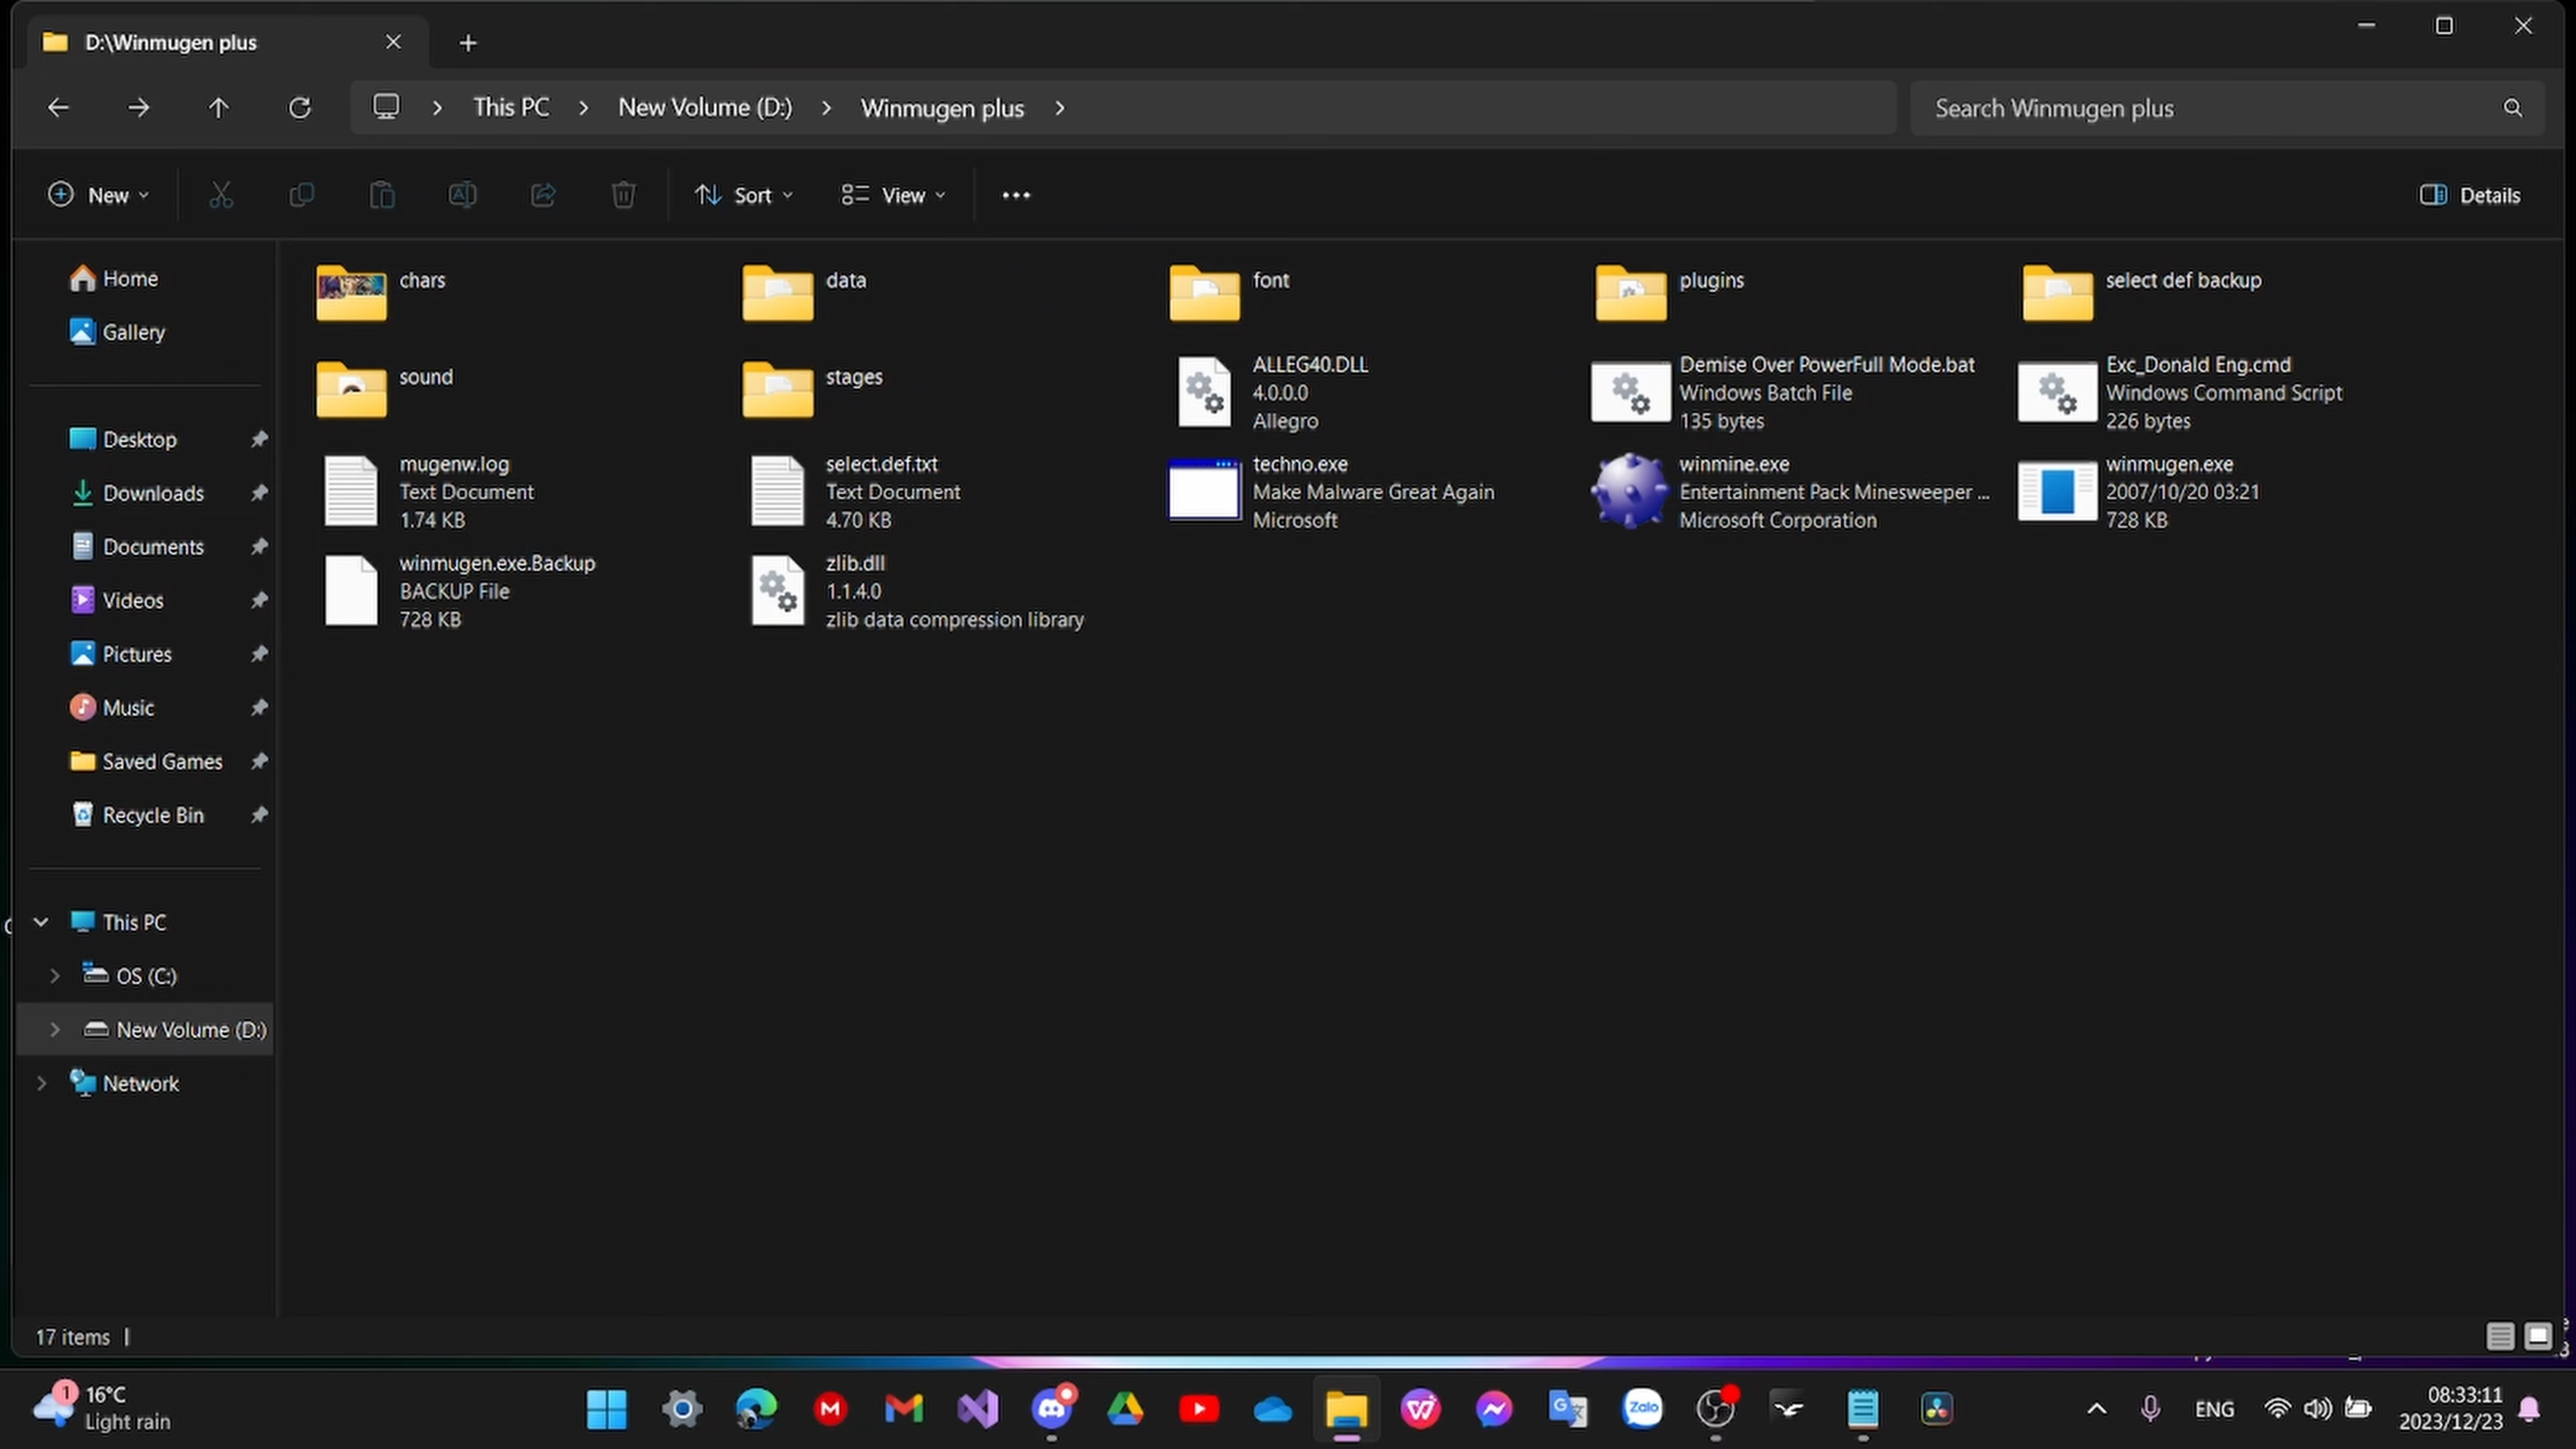 D:\Winmugen plus
This PC
New Volume (D:)
Winmugen plus
Search Winmugen plus
New
Sort
View
Details
Home
Gallery
Desktop
Downloads
Documents
Videos
Pictures
Music
Saved Games
Recycle Bin
This PC
OS (C:)
New Volume (D:)
Network
chars
data
font
plugins
select def backup
sound
stages
ALLEG40.DLL
4.0.0.0
Allegro
Demise Over PowerFull Mode.bat
Windows Batch File
135 bytes
Exc_Donald Eng.cmd
Windows Command Script
226 bytes
mugenw.log
Text Document
1.74 KB
select.def.txt
Text Document
4.70 KB
techno.exe
Make Malware Great Again
Microsoft
winmine.exe
Entertainment Pack Minesweeper ...
Microsoft Corporation
winmugen.exe
2007/10/20 03:21
728 KB
winmugen.exe.Backup
BACKUP File
728 KB
zlib.dll
1.1.4.0
zlib data compression library
17 items
1
16°C
Light rain
Zalo
ENG
08:33:11
2023/12/23